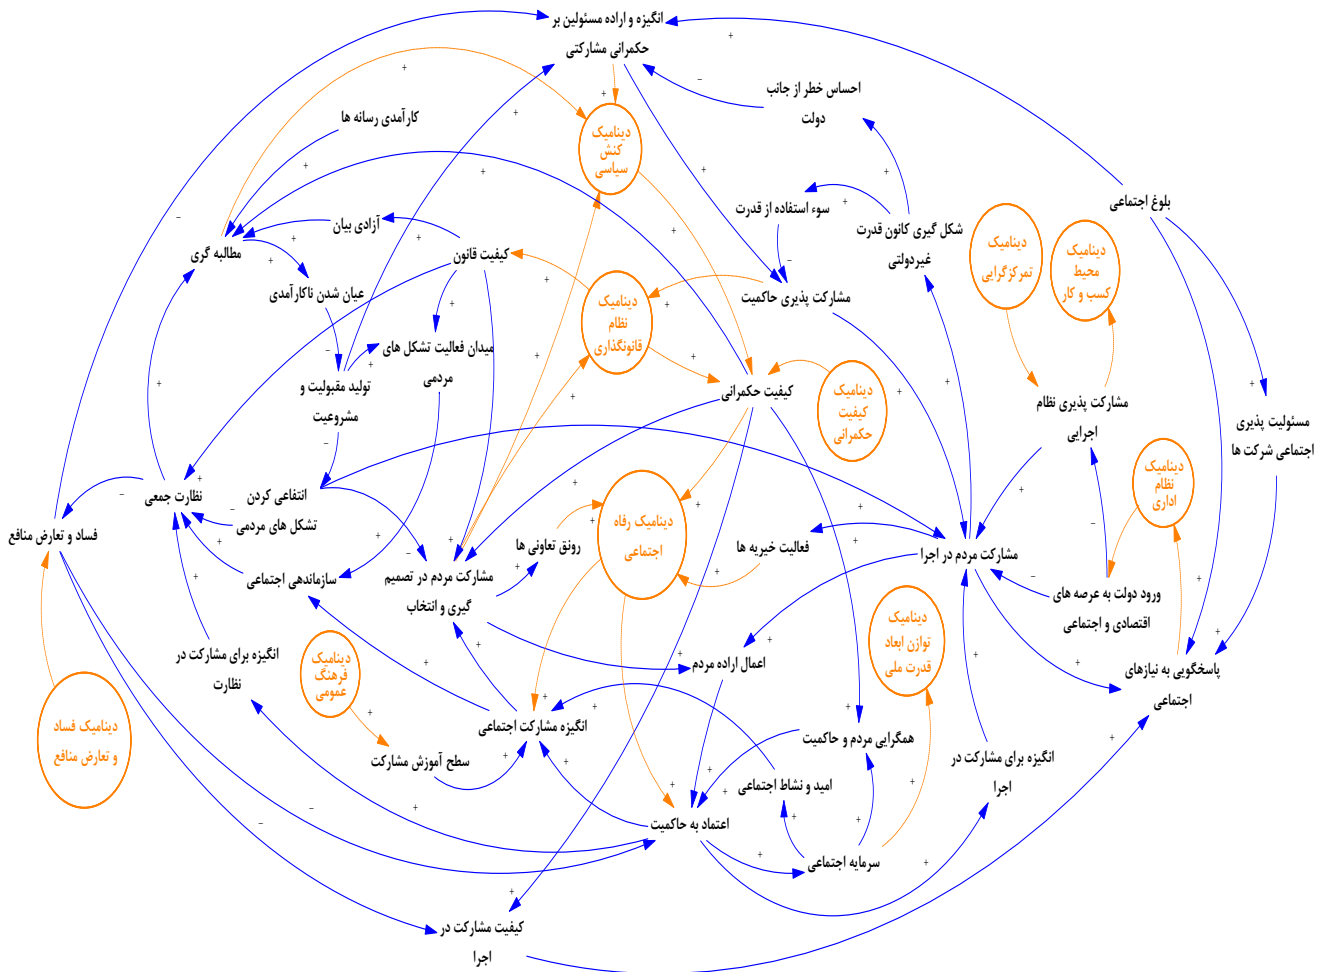 انگیزه و اراده مسئولین بر
حکمرانی مشارکتی
احساس خطر از جانب
دولت
کارآمدی رسانه ها
دینامیک
کنش
سیاسی
بلوغ اجتماعی
سوء استفاده از قدرت
آزادی بیان
شکل گیری کانون قدرت
غیردولتی
مطالبه گری
کیفیت قانون
دینامیک
تمرکزگرایی
دینامیک
محیط
کسب و کار
عیان شدن ناکارآمدی
مشارکت پذیری حاکمیت
دینامیک
نظام
قانونگذاری
میدان فعالیت تشکل های
مردمی
تولید مقبولیت و
مشروعیت
کیفیت حکمرانی
دینامیک
کیفیت
حکمرانی
مشارکت پذیری نظام
اجرایی
مسئولیت پذیری
اجتماعی شرکت ها
دینامیک
نظام
اداری
نظارت جمعی
انتفاعی کردن
تشکل های مردمی
فساد و تعارض منافع
دینامیک رفاه
اجتماعی
رونق تعاونی ها
فعالیت خیریه ها
مشارکت مردم در اجرا
سازماندهی اجتماعی
مشارکت مردم در تصمیم
گیری و انتخاب
ورود دولت به عرصه های
اقتصادی و اجتماعی
دینامیک
توازن ابعاد
قدرت ملی
انگیزه برای مشارکت در
نظارت
دینامیک
فرهنگ
عمومی
اعمال اراده مردم
پاسخگویی به نیازهای
اجتماعی
دینامیک فساد
و تعارض منافع
انگیزه مشارکت اجتماعی
همگرایی مردم و حاکمیت
سطح آموزش مشارکت
انگیزه برای مشارکت در
اجرا
امید و نشاط اجتماعی
اعتماد به حاکمیت
سرمایه اجتماعی
کیفیت مشارکت در
اجرا